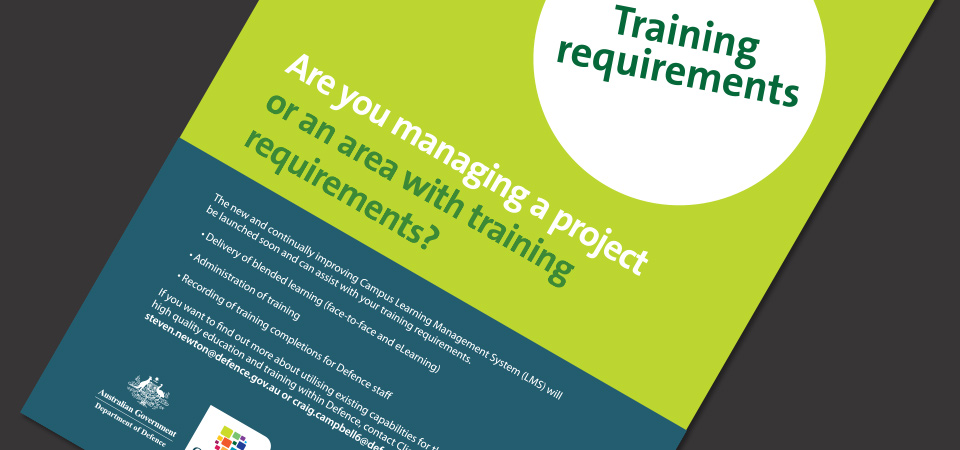 Training
requirements
Are you managing a project
or an area with training
requirements?
The new and continually improving Campus Learning Management System (LMS) will
be launched soon and can assist with your training requirements.
• Delivery of blended learning (face-to-face and eLearning)
• Administration of training
• Recording of training completions for Defence staff
If you want to find out more about utilising existing capabilities for
high quality education and training within Defence, contact
steven.newton@defence.gov.au or
Australian Government
Department of Defence